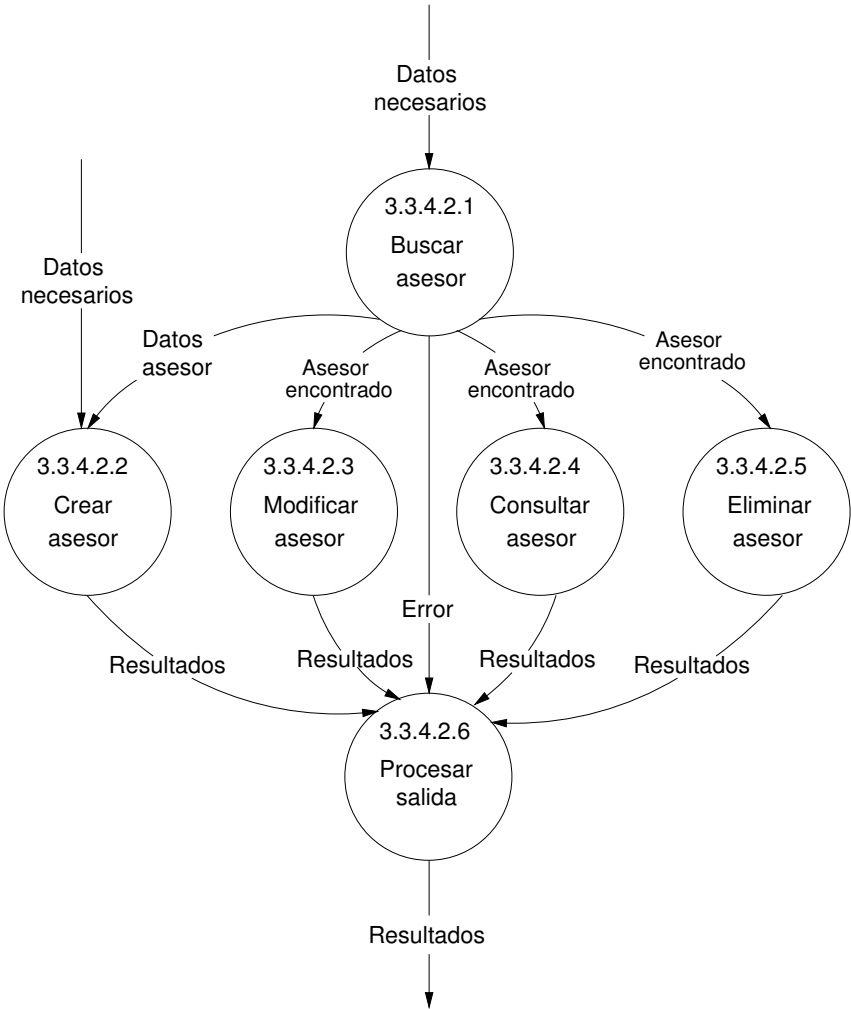 Datos
necesarios
3.3.4.2.1
Buscar
asesor
Datos
necesarios
Datos
asesor
Asesor
encontrado
Asesor
encontrado
Asesor
encontrado
3.3.4.2.2
Crear
asesor
3.3.4.2.3
Modificar
asesor
3.3.4.2.4
Consultar
asesor
3.3.4.2.5
Eliminar
asesor
Error
Resultados
Resultados
Resultados
Resultados
3.3.4.2.6
Procesar
salida
Resultados